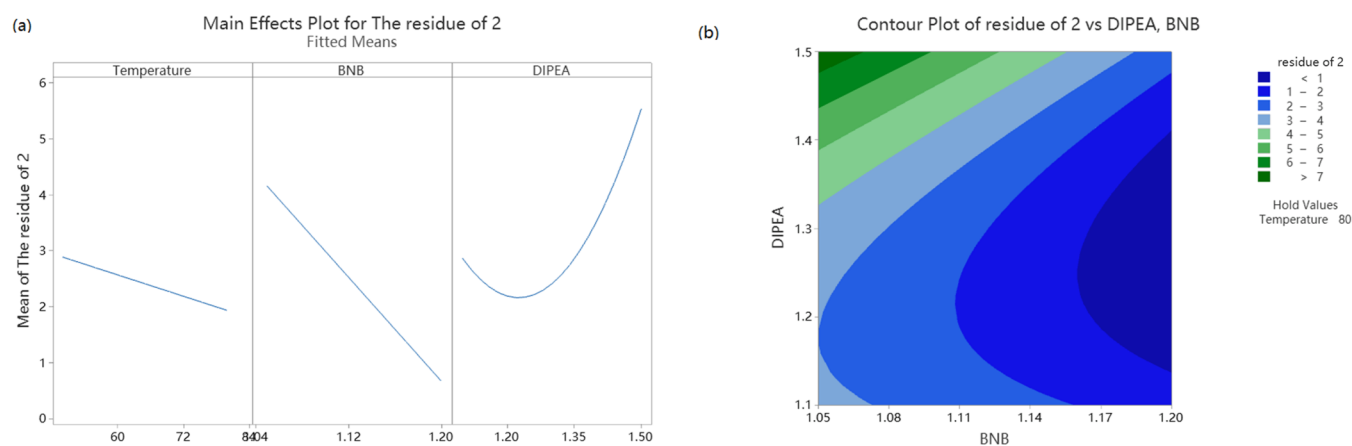 (a)
Main Effects Plot for The residue of 2
Fitted Means
Temperature BNB DIPEA
Mean of The residue of 2
6
5
4
3
2
1
0
60 72 84 1.04 1.12 1.20 1.20 1.35 1.50
(b)
Contour Plot of residue of 2 vs DIPEA, BNB
DIPEA
1.5
1.4
1.3
1.2
1.1
1.05 1.08 1.11 1.14 1.17 1.20
BNB
residue of 2
< 1
1 – 2
2 – 3
3 – 4
4 – 5
5 – 6
6 – 7
> 7
Hold Values
Temperature 80